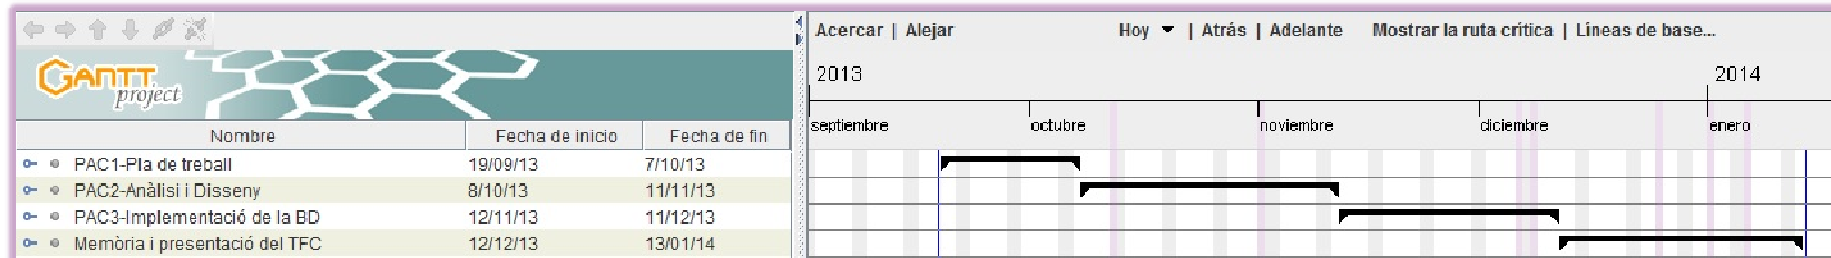 Acercar | Alejar Hoy | Atrás | Adelante Mostrar la ruta crítica | Líneas de base...
GANTT
project
2013 2014
septiembre octubre noviembre diciembre enero
Nombre Fecha de inicio Fecha de fin
PAC1-Pla de treball 19/09/13 7/10/13
PAC2-Anàlisi i Disseny 8/10/13 11/11/13
PAC3-Implementació de la BD 12/11/13 11/12/13
Memòria i presentació del TFC 12/12/13 13/01/14